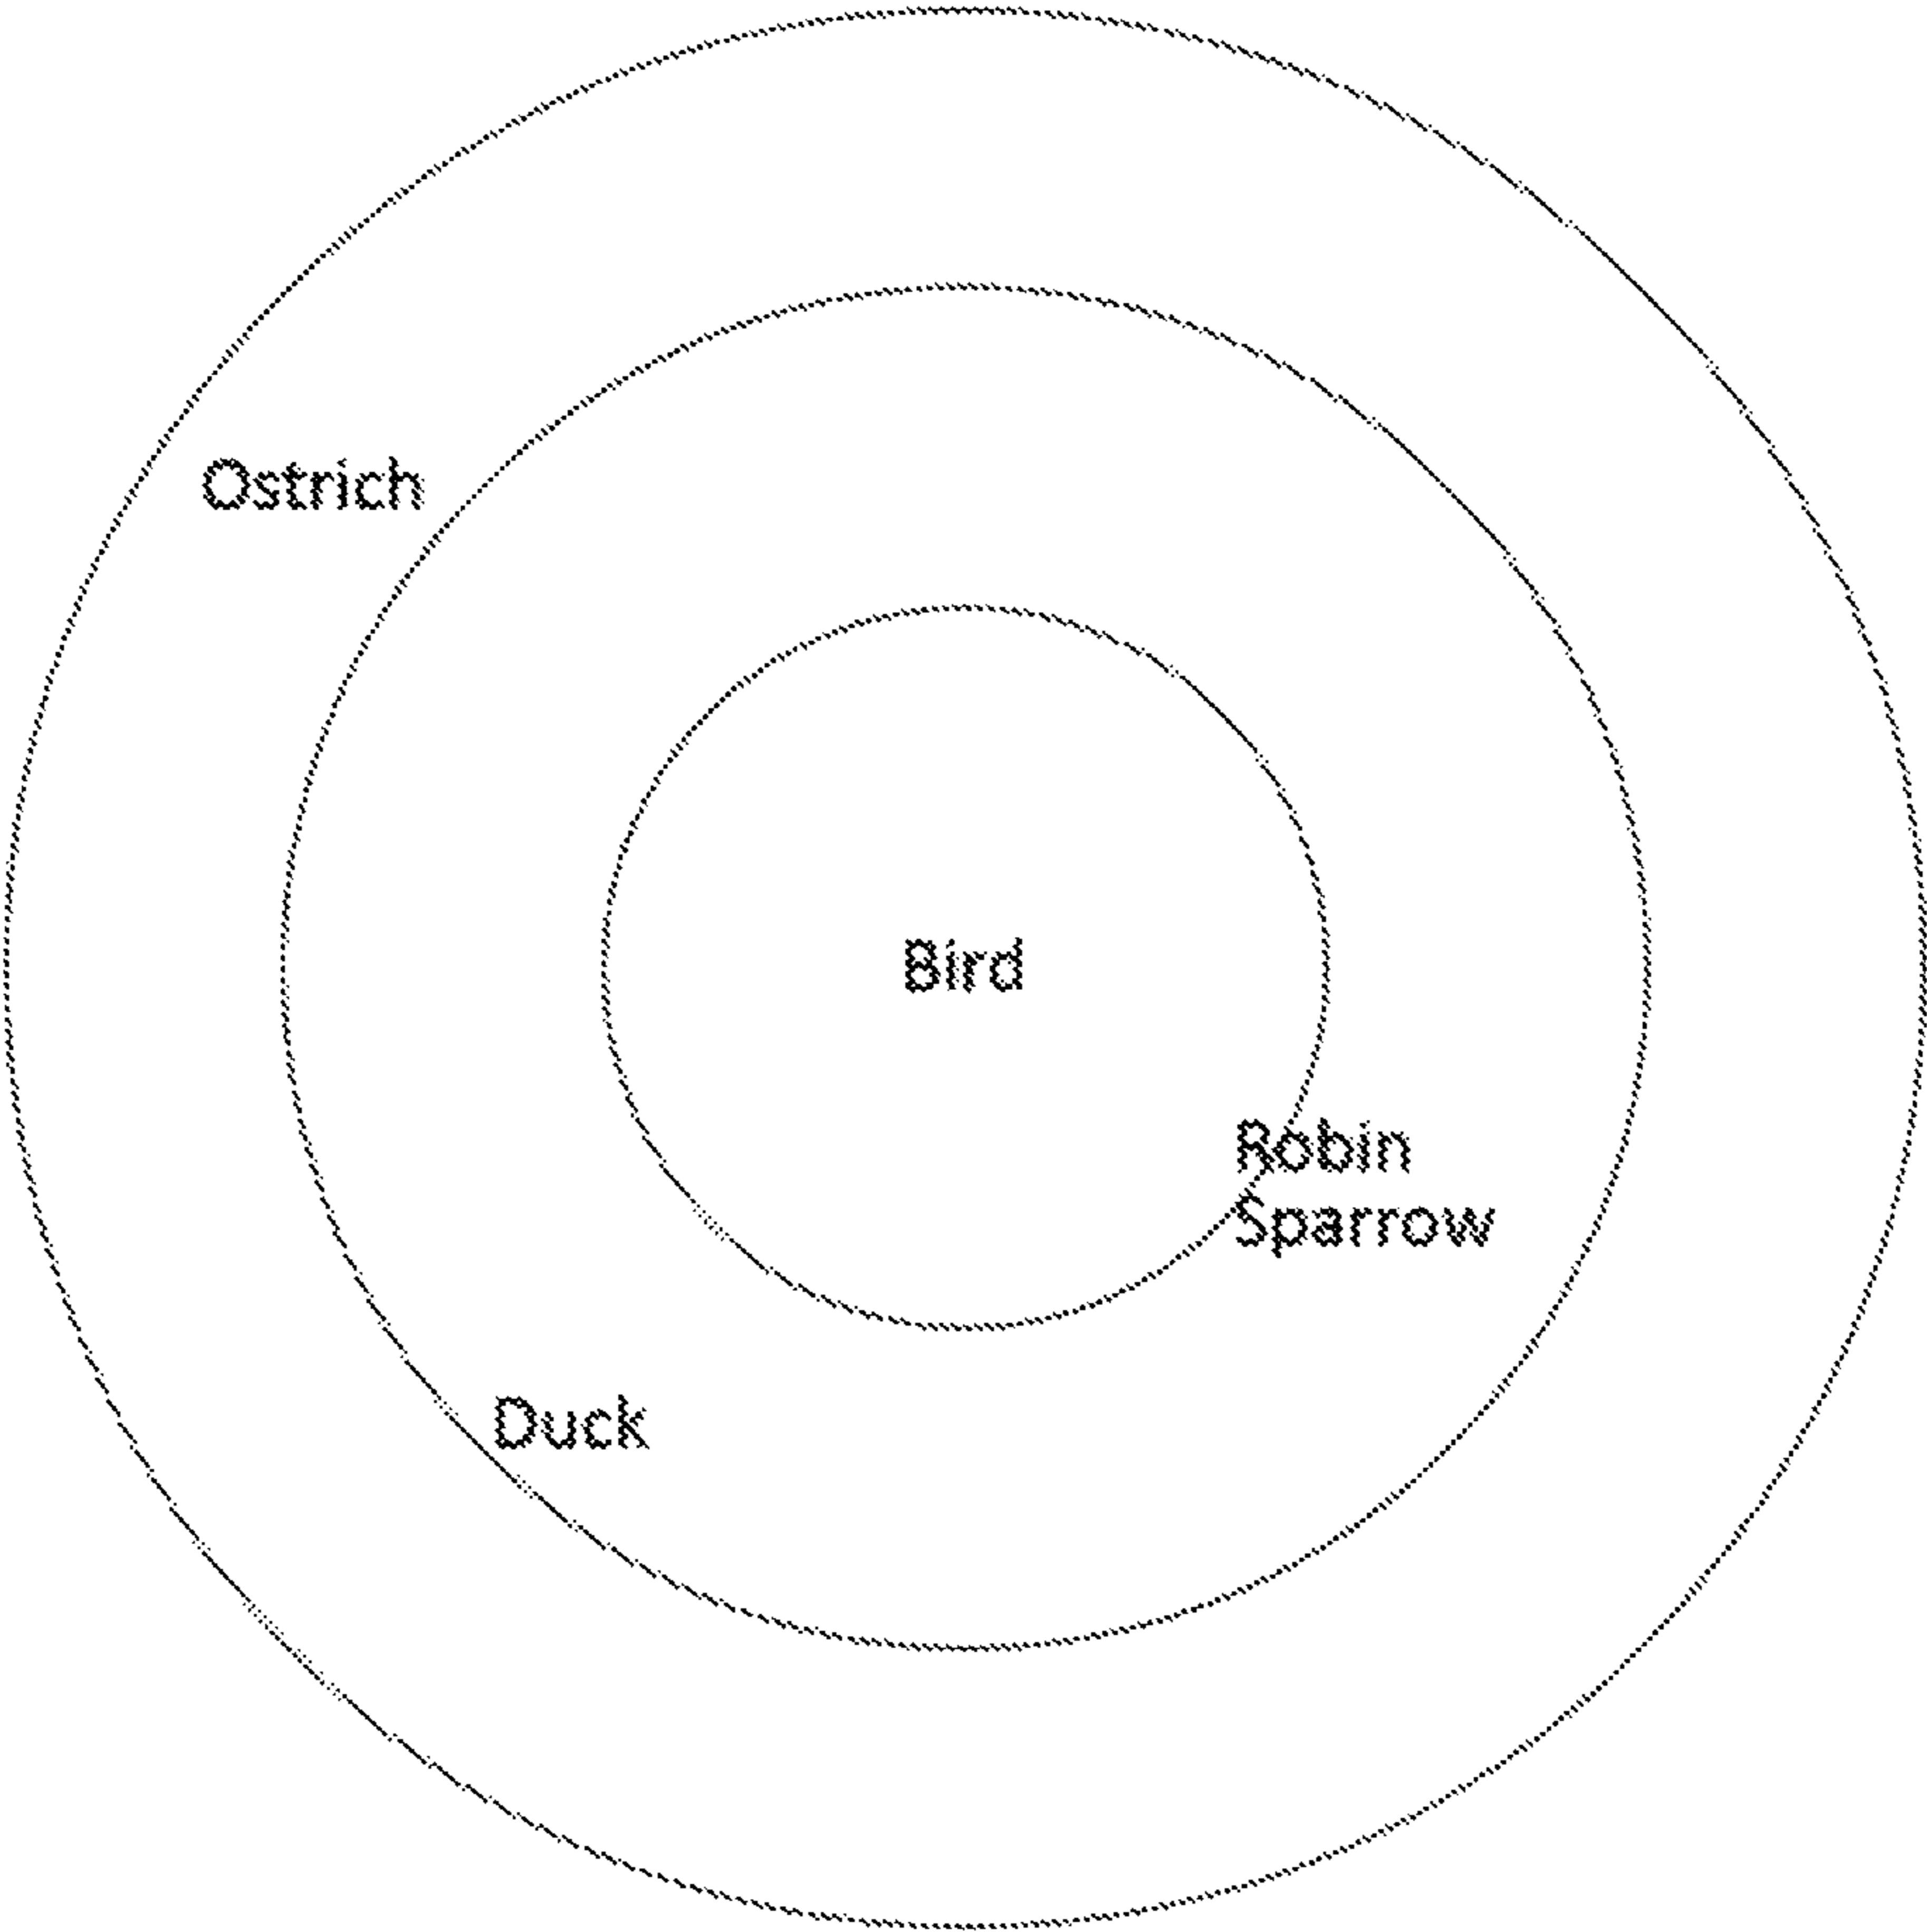 Ostrich
Bird
Robin
Sparrow
Duck